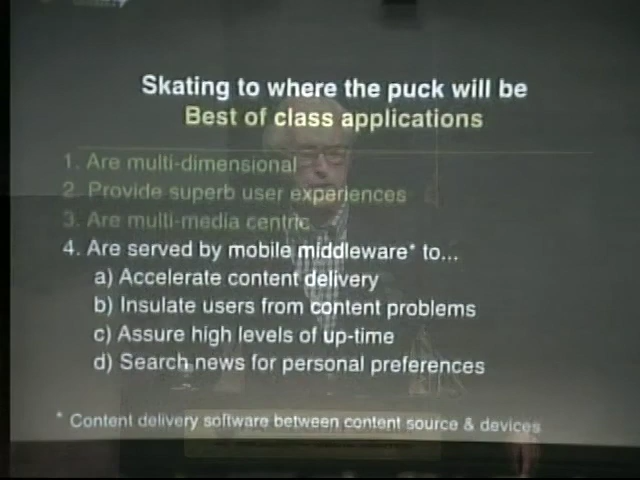 Skating to where the puck will be
Best of class applications
1. Are multi-dimensional
2. Provide superb user experiences
3. Are multi-media centric
4. Are served by mobile middleware* to...
a) Accelerate content delivery
b) Insulate users from content problems
c) Assure high levels of up-time
d) Search news for personal preferences
* Content delivery software between content source & devices